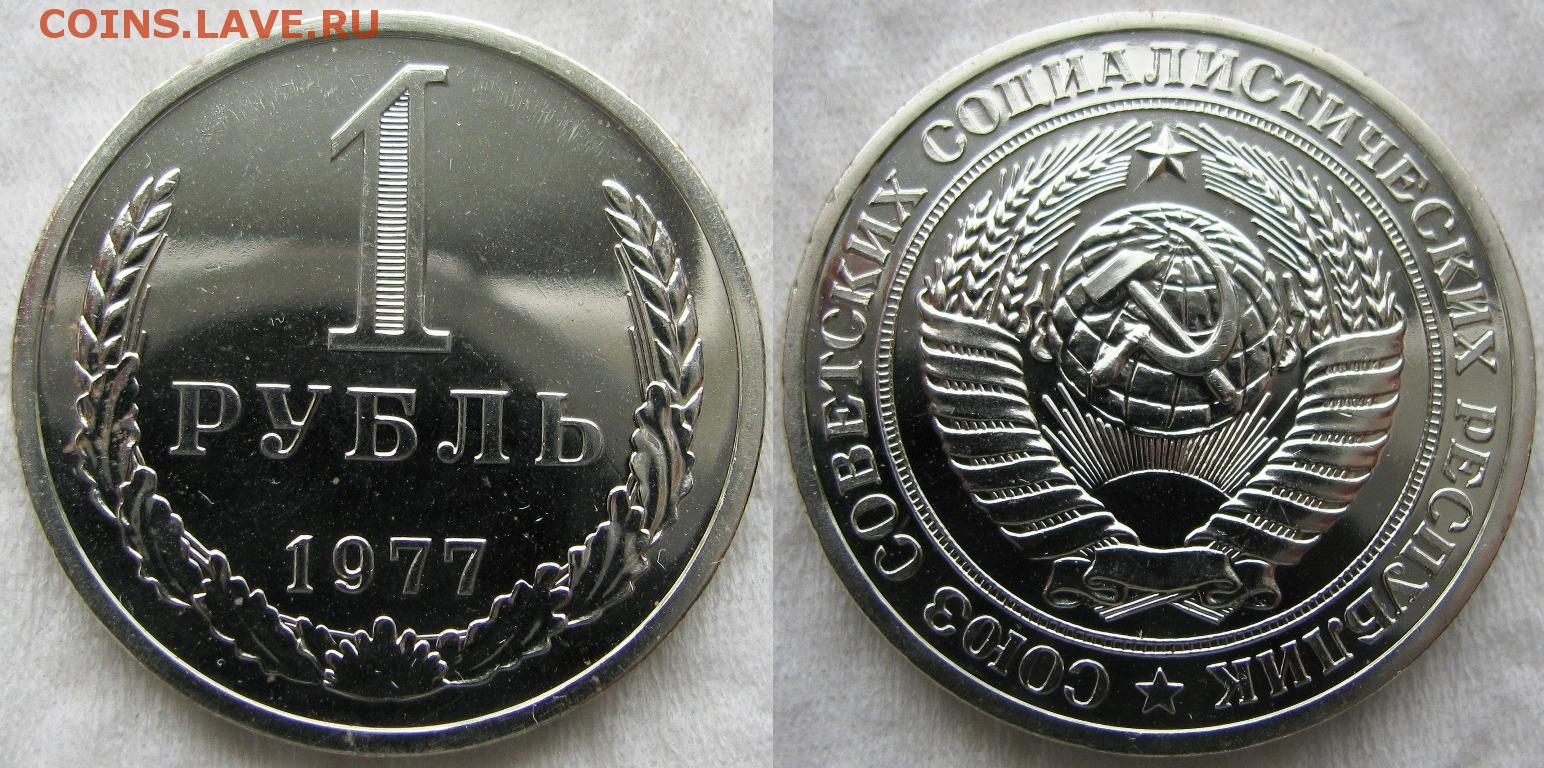 COINS.LAVE.RU
1
РУБЛЬ
1977
СОЮЗ СОВЕТСКИХ СОЦИАЛИСТИЧЕСКИХ РЕСПУБЛИК